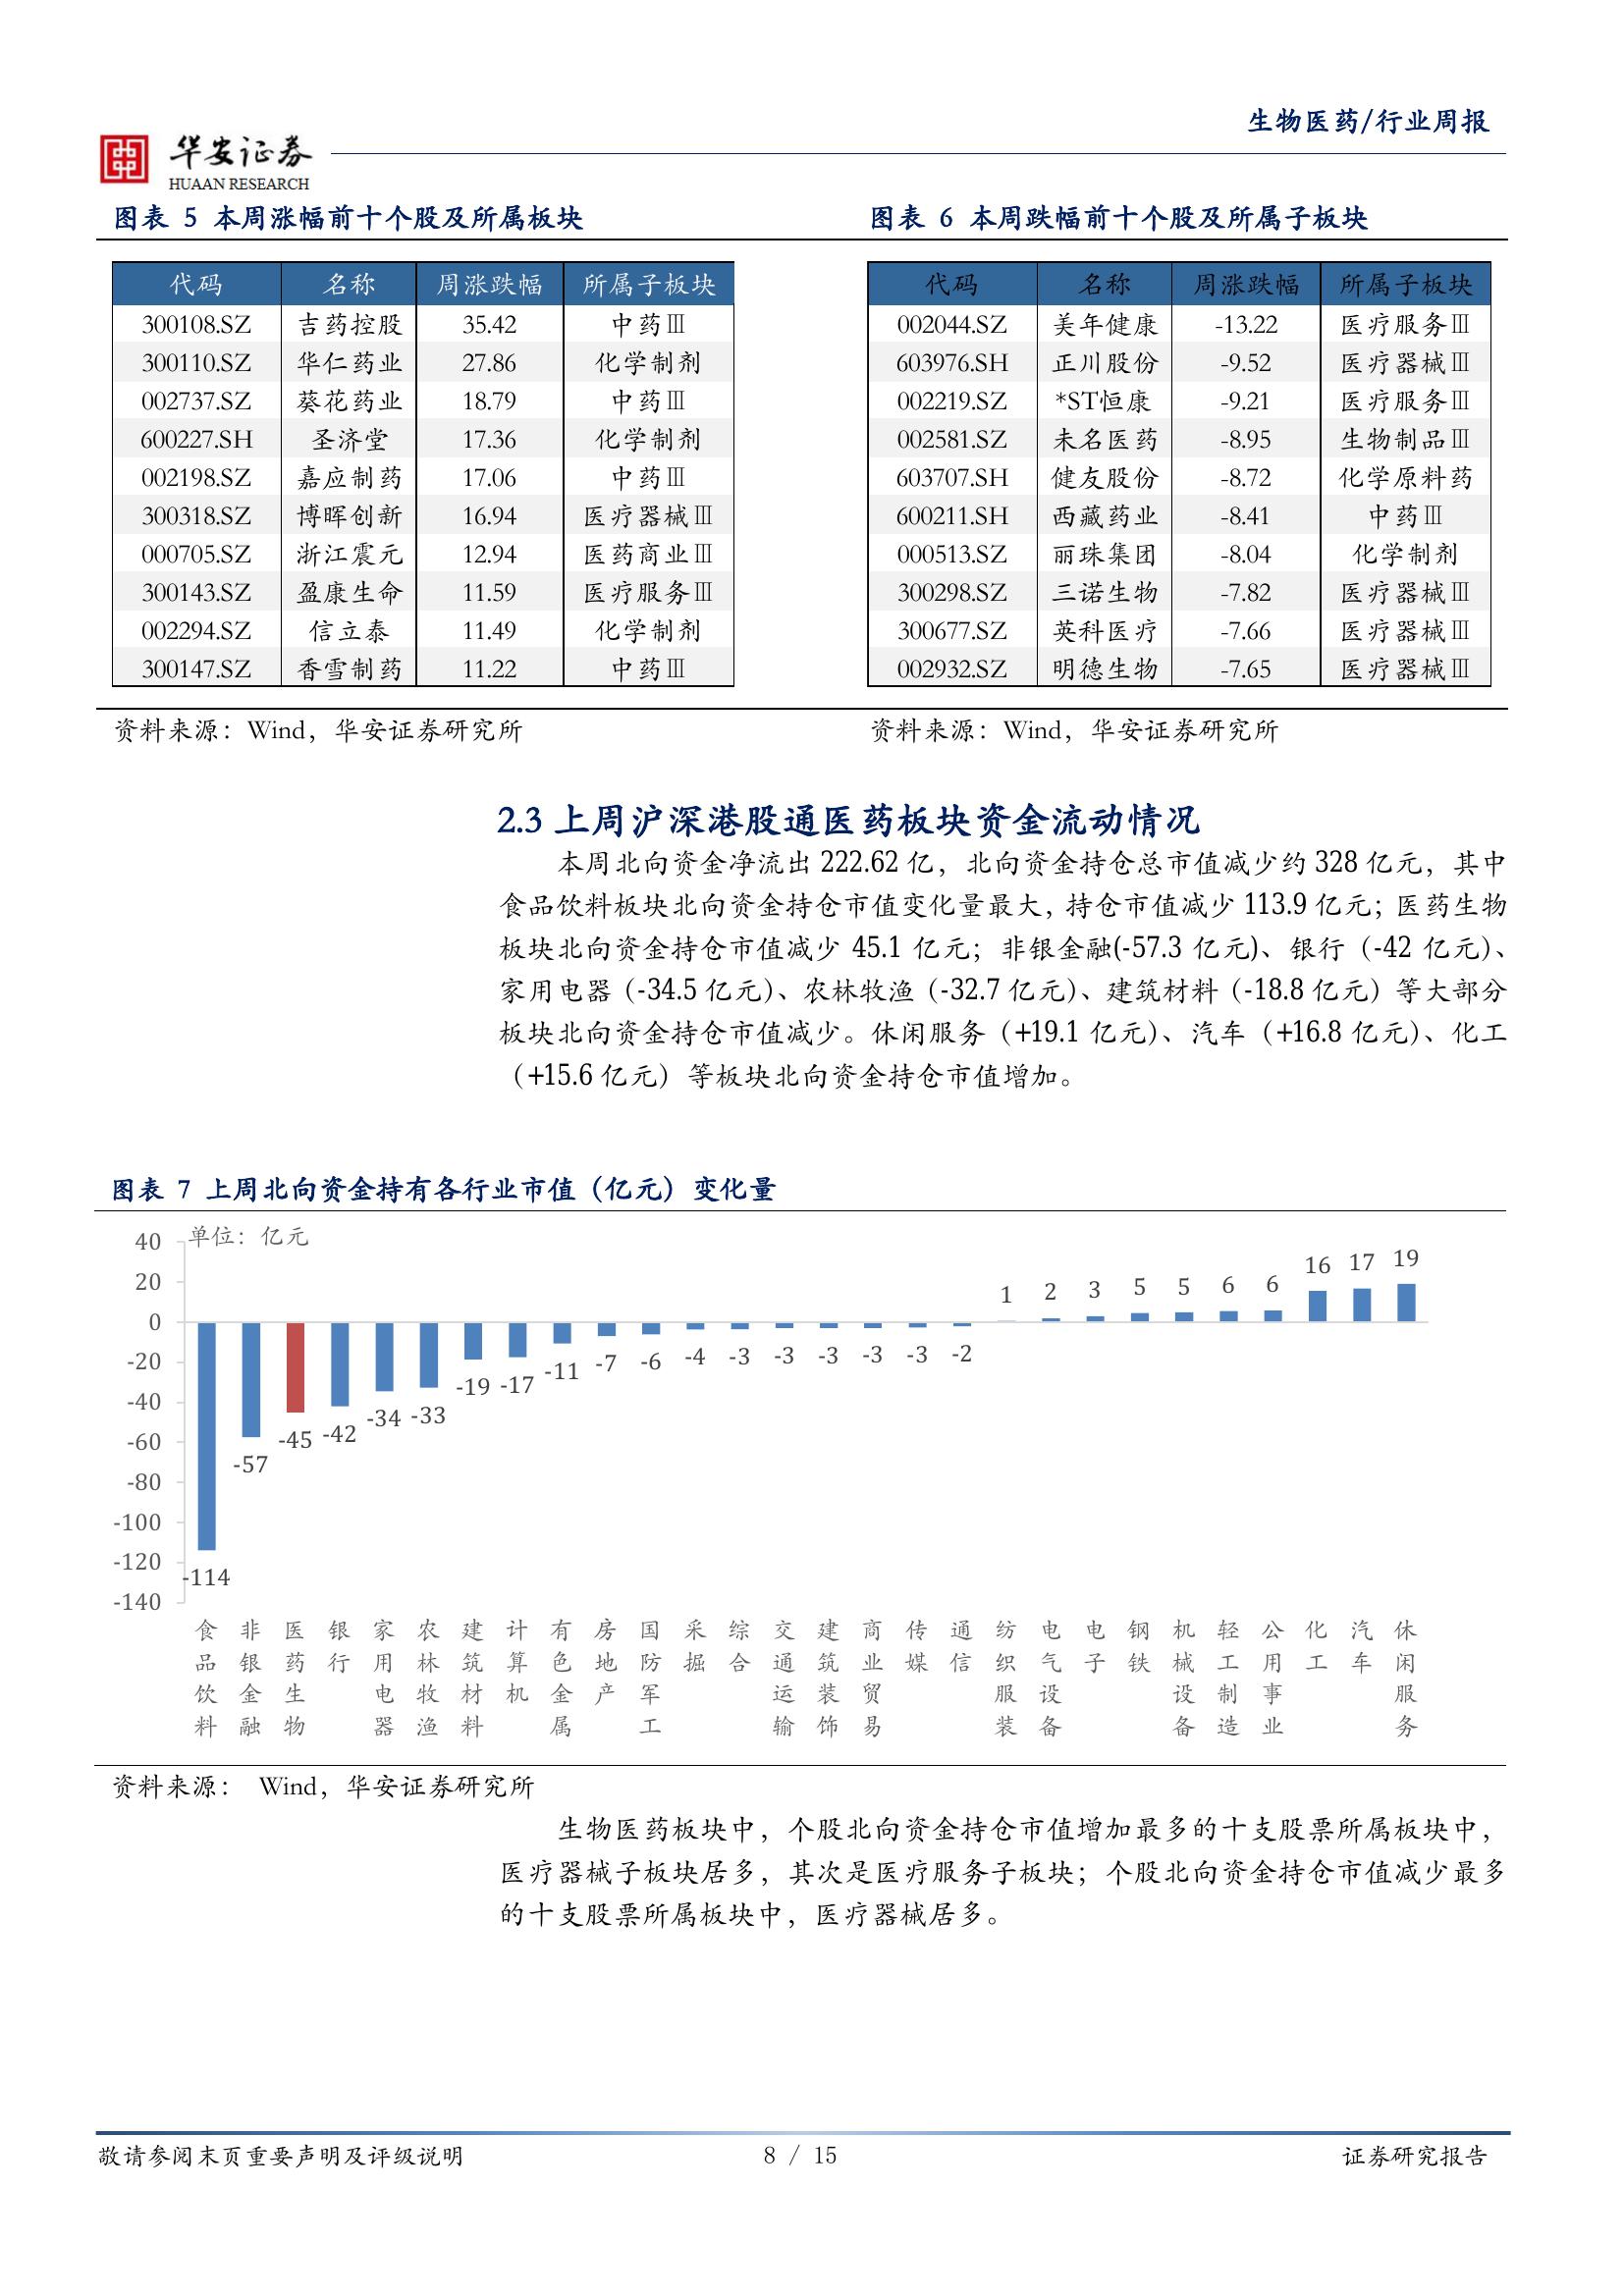 生物医药/行业周报
华安证券
HUAAN RESEARCH
图表 5 本周涨幅前十个股及所属板块
代码 名称 周涨跌幅 所属子板块
300108.SZ 吉药控股 35.42 中药Ⅲ
300110.SZ 华仁药业 27.86 化学制剂
002737.SZ 葵花药业 18.79 中药Ⅲ
600227.SH 圣济堂 17.36 化学制剂
002198.SZ 嘉应制药 17.06 中药Ⅲ
300318.SZ 博晖创新 16.94 医疗器械Ⅲ
000705.SZ 浙江震元 12.94 医药商业Ⅲ
300143.SZ 盈康生命 11.59 医疗服务Ⅲ
002294.SZ 信立泰 11.49 化学制剂
300147.SZ 香雪制药 11.22 中药Ⅲ
资料来源：Wind，华安证券研究所
图表 6 本周跌幅前十个股及所属子板块
代码 名称 周涨跌幅 所属子板块
002044.SZ 美年健康 -13.22 医疗服务Ⅲ
603976.SH 正川股份 -9.52 医疗器械Ⅲ
002219.SZ *ST恒康 -9.21 医疗服务Ⅲ
002581.SZ 未名医药 -8.95 生物制品Ⅲ
603707.SH 健友股份 -8.72 化学原料药
600211.SH 西藏药业 -8.41 中药Ⅲ
000513.SZ 丽珠集团 -8.04 化学制剂
300298.SZ 三诺生物 -7.82 医疗器械Ⅲ
300677.SZ 英科医疗 -7.66 医疗器械Ⅲ
002932.SZ 明德生物 -7.65 医疗器械Ⅲ
资料来源：Wind，华安证券研究所
2.3 上周沪深港股通医药板块资金流动情况
本周北向资金净流出 222.62 亿，北向资金持仓总市值减少约 328 亿元，其中
食品饮料板块北向资金持仓市值变化量最大，持仓市值减少 113.9 亿元；医药生物
板块北向资金持仓市值减少 45.1 亿元；非银金融(-57.3 亿元)、银行（-42 亿元）、
家用电器（-34.5 亿元）、农林牧渔（-32.7 亿元）、建筑材料（-18.8 亿元）等大部分
板块北向资金持仓市值减少。休闲服务（+19.1 亿元）、汽车（+16.8 亿元）、化工
（+15.6 亿元）等板块北向资金持仓市值增加。
图表 7 上周北向资金持有各行业市值（亿元）变化量
单位：亿元
40
20
0
-20
-40
-60
-80
-100
-120
-140
-114 -57 -45 -42 -34 -33 -19 -17 -11 -7 -6 -4 -3 -3 -3 -3 -3 -2 1 2 3 5 5 6 6 16 17 19
食品饮料 非银金融 医药生物 银行 家用电器 农林牧渔 建筑材料 计算机 有色金属 房地产 国防军工 采掘 综合 交通运输 建筑装饰 商业贸易 传媒 通信 纺织服装 电气设备 电子 钢铁 机械设备 轻工制造 公用事业 化工 汽车 休闲服务
资料来源： Wind，华安证券研究所
生物医药板块中，个股北向资金持仓市值增加最多的十支股票所属板块中，
医疗器械子板块居多，其次是医疗服务子板块；个股北向资金持仓市值减少最多
的十支股票所属板块中，医疗器械居多。
敬请参阅末页重要声明及评级说明
8 / 15
证券研究报告